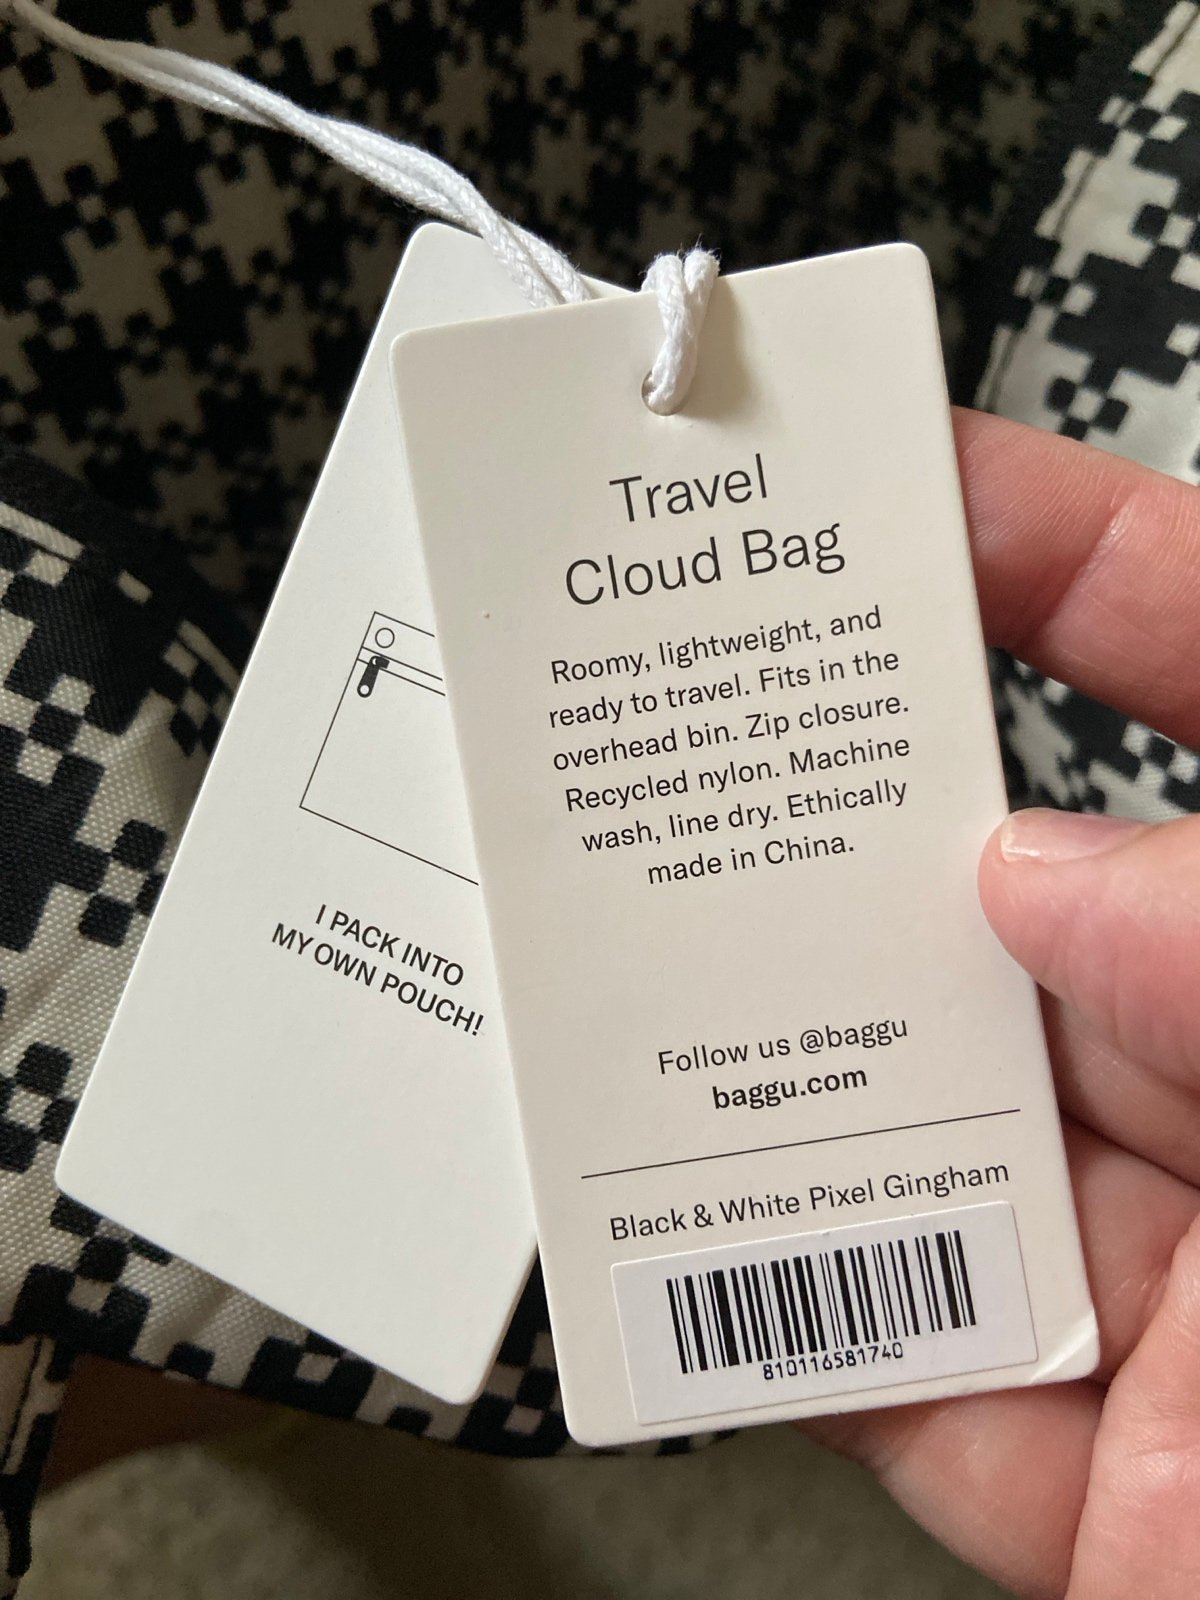 Travel
Cloud Bag
Roomy, lightweight, and
ready to travel. Fits in the
overhead bin. Zip closure.
Recycled nylon. Machine
wash, line dry. Ethically
made in China.
Follow us @baggu
baggu.com
Black & White Pixel Gingham
810116581740
I PACK INTO
MY OWN POUCH!